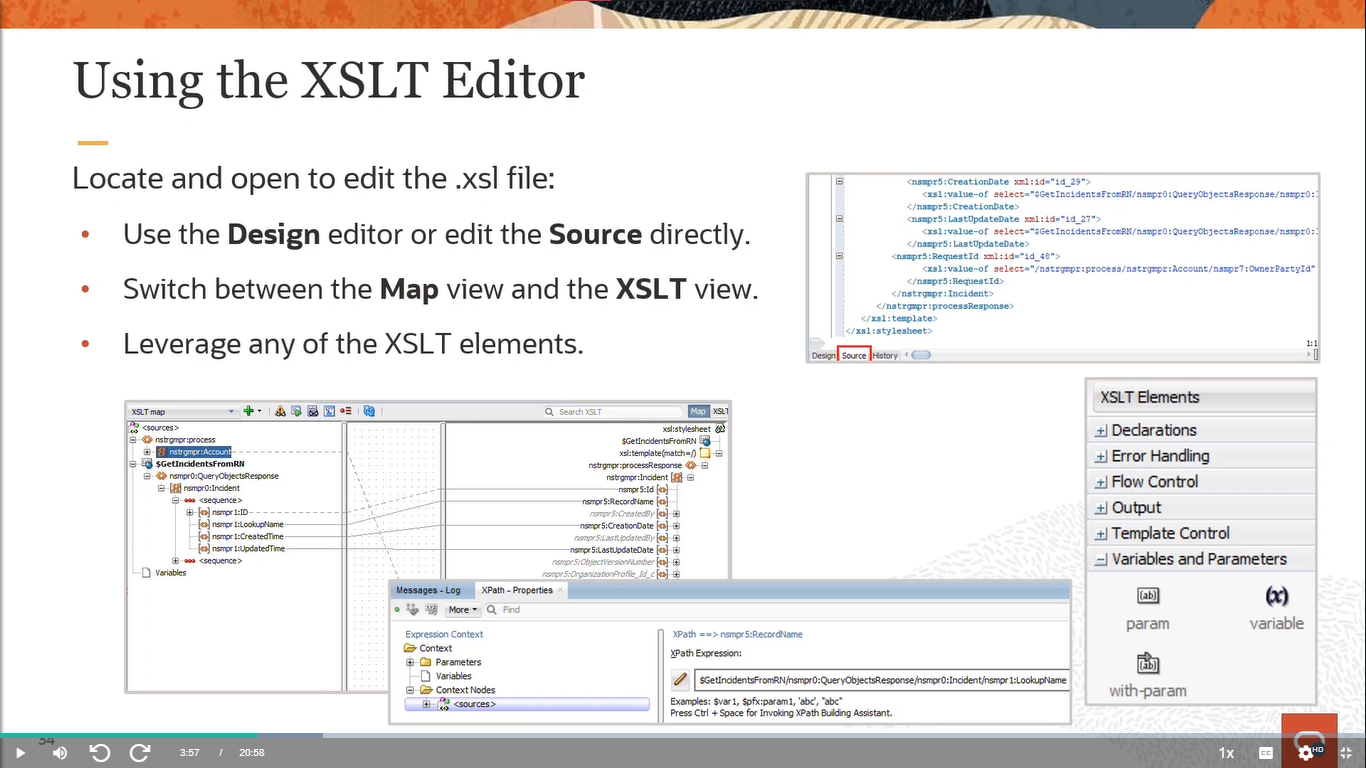 Using the XSLT Editor
Locate and open to edit the .xsl file:
• Use the Design editor or edit the Source directly.
• Switch between the Map view and the XSLT view.
• Leverage any of the XSLT elements.
<nsmpr5:CreationDate xml:id="id_29">
<xsl:value-of select="$GetIncidentsFromRN/nsmpr0:QueryObjectsResponse/nsmpr0:I
</nsmpr5:CreationDate>
<nsmpr5:LastUpdateDate xml:id="id_27">
<xsl:value-of select="$GetIncidentsFromRN/nsmpr0:QueryObjectsResponse/nsmpr0:I
</nsmpr5:LastUpdateDate>
<nsmpr5:RequestId xml:id="id_48">
<xsl:value-of select="/nstrgmpr:process/nstrgmpr:Account/nsmpr7:OwnerPartyId"
</nsmpr5:RequestId>
</nstrgmpr:Incident>
</nstrgmpr:processResponse>
</xsl:template>
</xsl:stylesheet>
1:1
Design Source History
XSLT map
Search XSLT
Map XSLT
<sources>
nstrgmpr:process
nstrgmpr:Account
$GetIncidentsFromRN
nsmpr0:QueryObjectsResponse
nsmpr0:Incident
<sequence>
nsmpr1:ID
nsmpr1:LookupName
nsmpr1:CreatedTime
nsmpr1:UpdatedTime
<sequence>
Variables
xsl:stylesheet
$GetIncidentsFromRN
xsl:template(match=/)
nstrgmpr:processResponse
nstrgmpr:Incident
nsmpr5:Id
nsmpr5:RecordName
nsmpr5:CreatedBy
nsmpr5:CreationDate
nsmpr5:LastUpdatedBy
nsmpr5:LastUpdateDate
nsmpr5:ObjectVersionNumber
nsmpr5:OrganizationProfile_Id_c
Messages - Log XPath - Properties
More Find
Expression Context
Context
Parameters
Variables
Context Nodes
<sources>
XPath ==> nsmpr5:RecordName
XPath Expression:
$GetIncidentsFromRN/nsmpr0:QueryObjectsResponse/nsmpr0:Incident/nsmpr1:LookupName
Examples: $var1, $pfx:param1, 'abc', "abc"
Press Ctrl + Space for Invoking XPath Building Assistant.
XSLT Elements
Declarations
Error Handling
Flow Control
Output
Template Control
Variables and Parameters
param
variable
with-param
3:57 / 20:58
1x
CC
HD